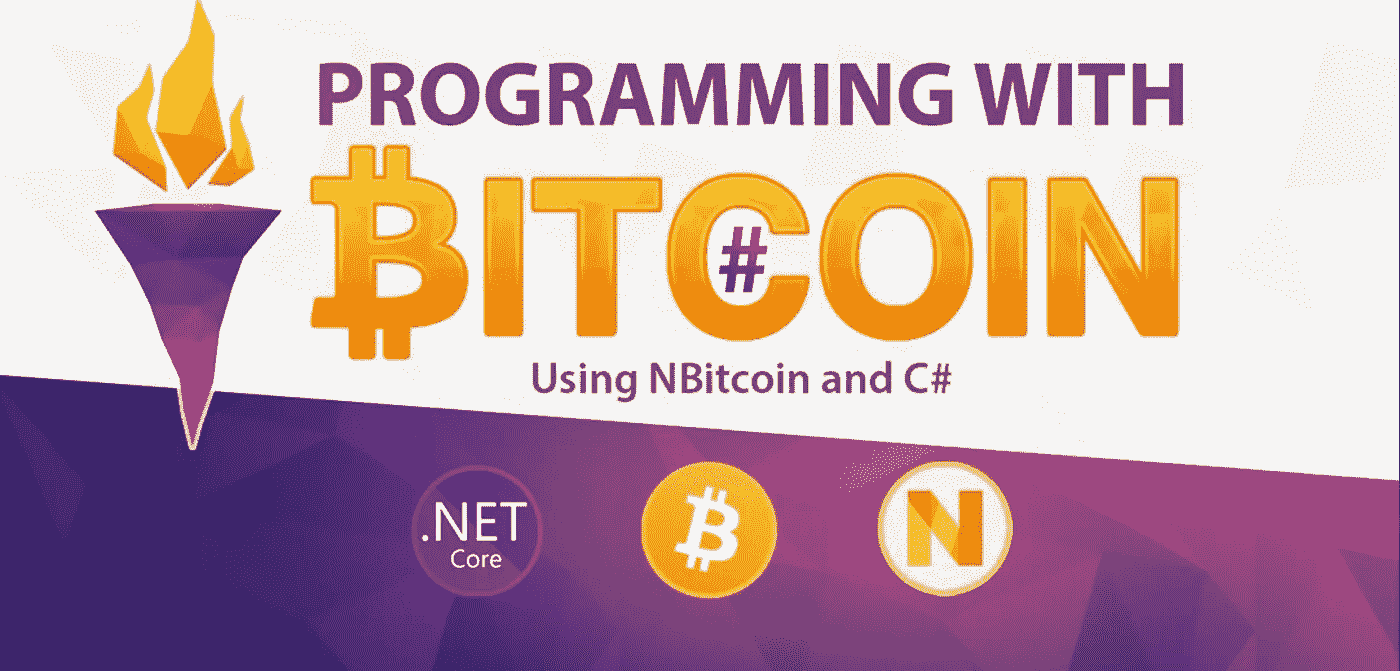 PROGRAMMING WITH
BITCOIN
#
Using NBitcoin and C#
.NET
Core
₿
N